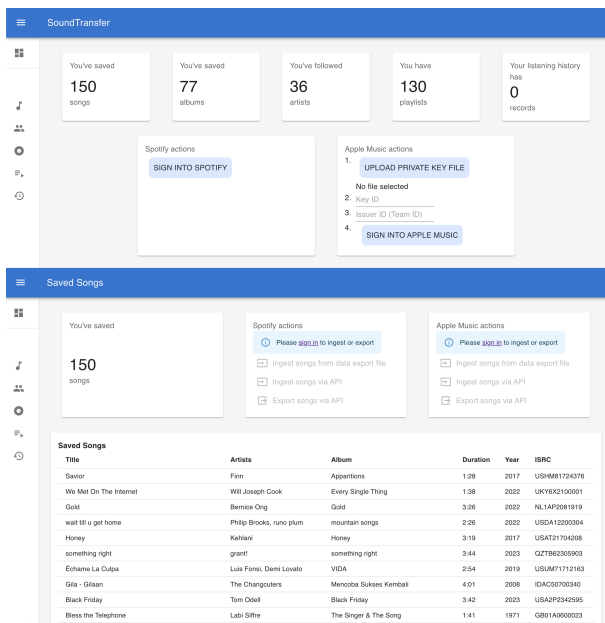 SoundTransfer
You've saved
150
songs
You've saved
77
albums
You've followed
36
artists
You have
130
playlists
Your listening history
has
0
records
Spotify actions
SIGN INTO SPOTIFY
Apple Music actions
1. UPLOAD PRIVATE KEY FILE
No file selected
2. Key ID
3. Issuer ID (Team ID)
4. SIGN INTO APPLE MUSIC
Saved Songs
You've saved
150
songs
Spotify actions
Please sign in to ingest or export
Ingest songs from data export file
Ingest songs via API
Export songs via API
Apple Music actions
Please sign in to ingest or export
Ingest songs from data export file
Ingest songs via API
Export songs via API
Saved Songs
Title Artists Album Duration Year ISRC
Savior Finn Apparitions 1:28 2017 USHM81724376
We Met On The Internet Will Joseph Cook Every Single Thing 1:38 2022 UKY6X2100001
Gold Bernice Ong Gold 3:26 2022 NL1AP2081919
wait till u get home Philip Brooks, runo plum mountain songs 2:26 2022 USDA12200304
Honey Kehlani Honey 3:19 2017 USAT21704208
something right grant! something right 3:44 2023 QZTB62305903
Échame La Culpa Luis Fonsi, Demi Lovato VIDA 2:54 2019 USUM71712163
Gila - Gilaan The Changcuters Mencoba Sukses Kembali 4:01 2008 IDAC50700340
Black Friday Tom Odell Black Friday 3:42 2023 USA2P2342595
Bless the Telephone Labi Siffre The Singer & The Song 1:41 1971 GB01A0600023